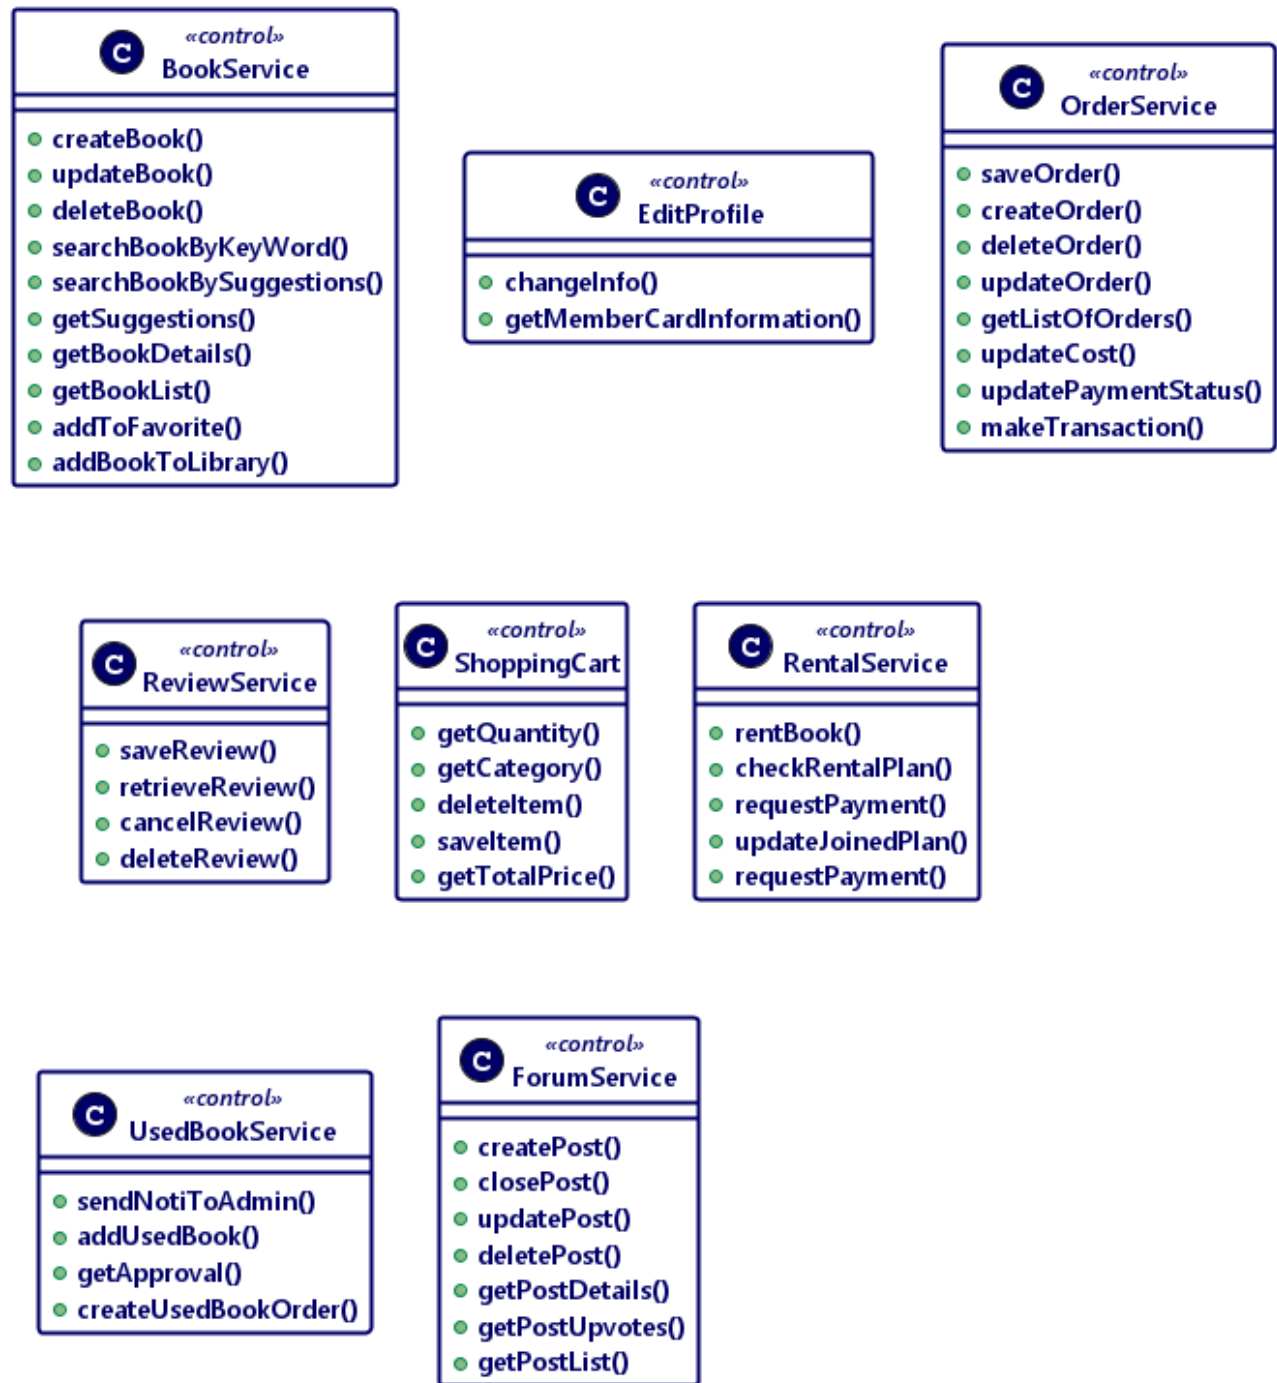 C
«control»
BookService
createBook()
updateBook()
deleteBook()
searchBookByKeyWord()
searchBookBySuggestions()
getSuggestions()
getBookDetails()
getBookList()
addToFavorite()
addBookToLibrary()
C
«control»
EditProfile
changeInfo()
getMemberCardInformation()
C
«control»
OrderService
saveOrder()
createOrder()
deleteOrder()
updateOrder()
getListOfOrders()
updateCost()
updatePaymentStatus()
makeTransaction()
C
«control»
ReviewService
saveReview()
retrieveReview()
cancelReview()
deleteReview()
C
«control»
ShoppingCart
getQuantity()
getCategory()
deleteItem()
saveItem()
getTotalPrice()
C
«control»
RentalService
rentBook()
checkRentalPlan()
requestPayment()
updateJoinedPlan()
requestPayment()
C
«control»
UsedBookService
sendNotiToAdmin()
addUsedBook()
getApproval()
createUsedBookOrder()
C
«control»
ForumService
createPost()
closePost()
updatePost()
deletePost()
getPostDetails()
getPostUpvotes()
getPostList()